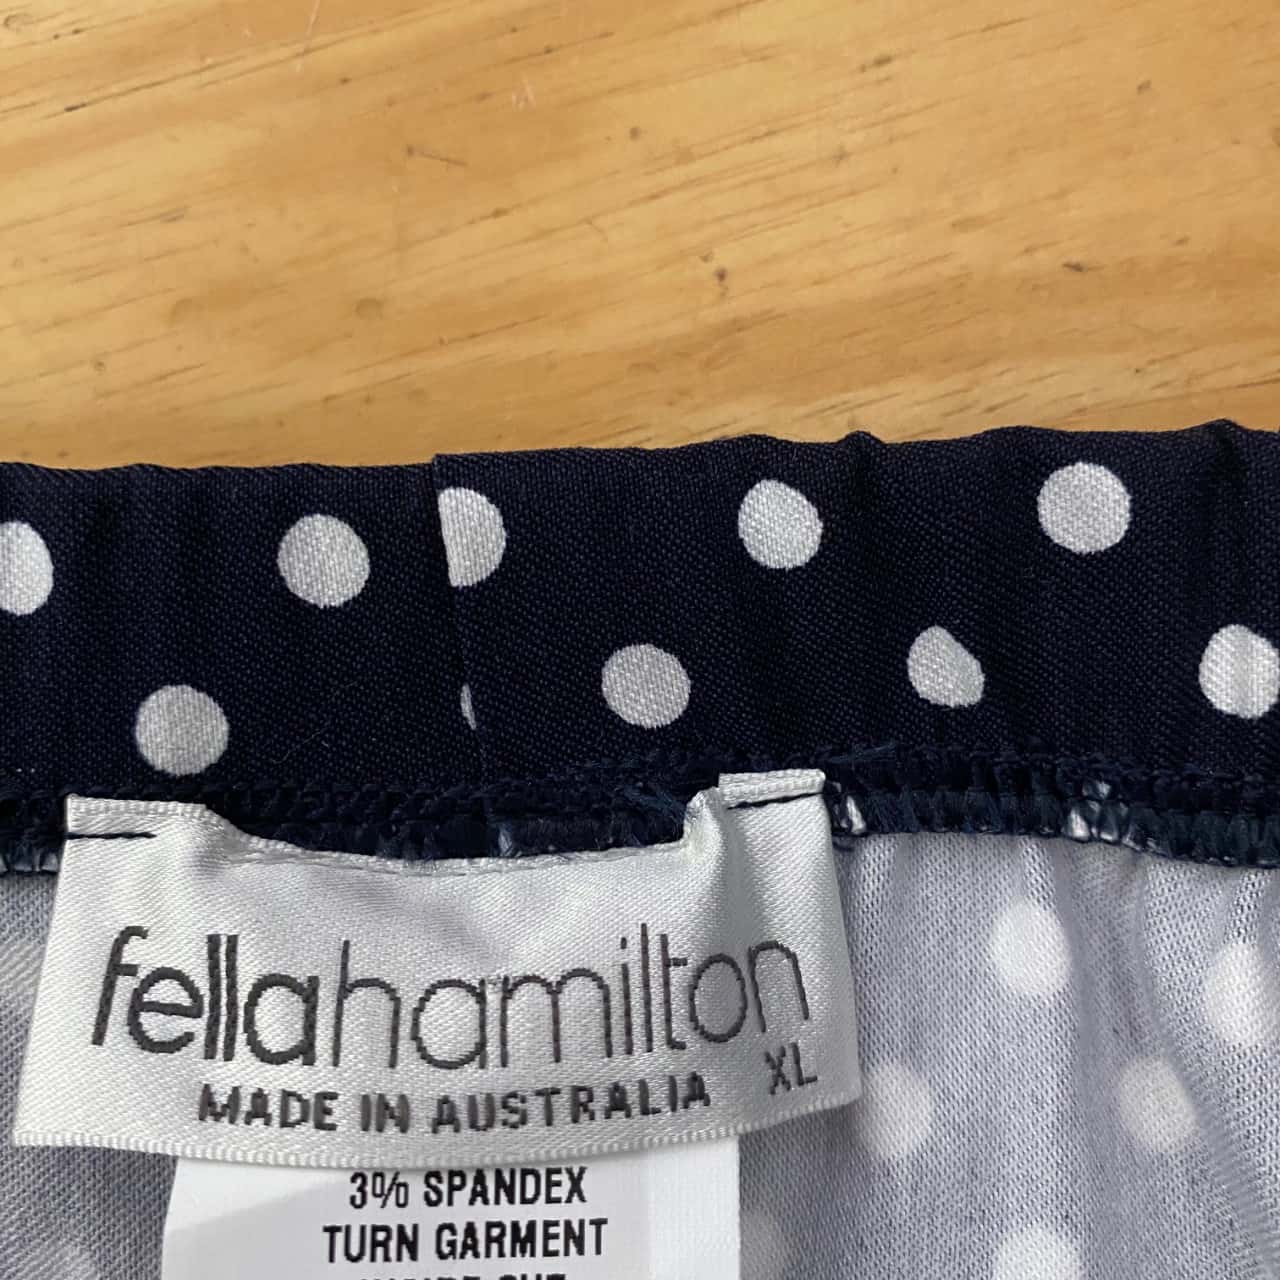 fellahamilton
MADE IN AUSTRALIA XL
3% SPANDEX
TURN GARMENT